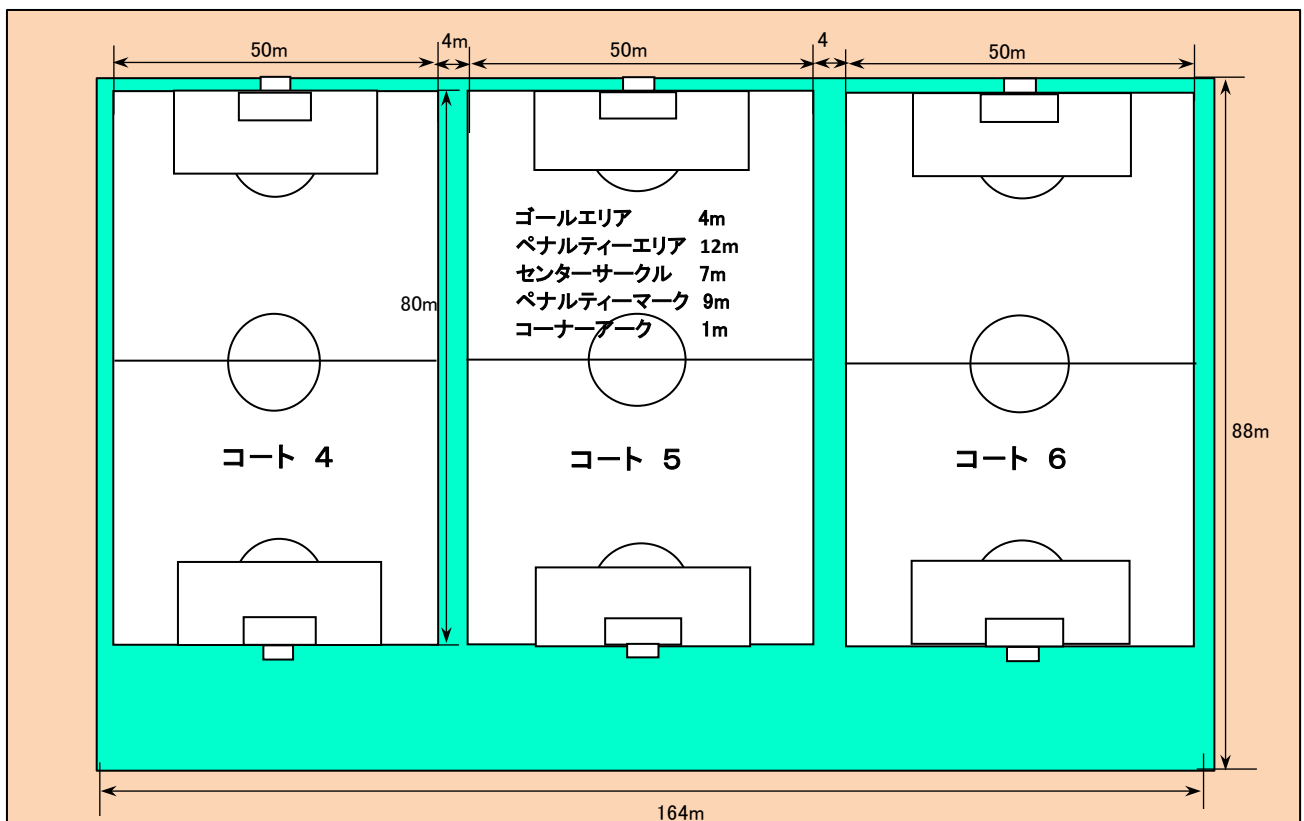 50m
4m
50m
4
50m
ゴールエリア 4m
ペナルティーエリア 12m
センターサークル 7m
ペナルティーマーク 9m
コーナーアーク 1m
80m
88m
コート 4
コート 5
コート 6
164m